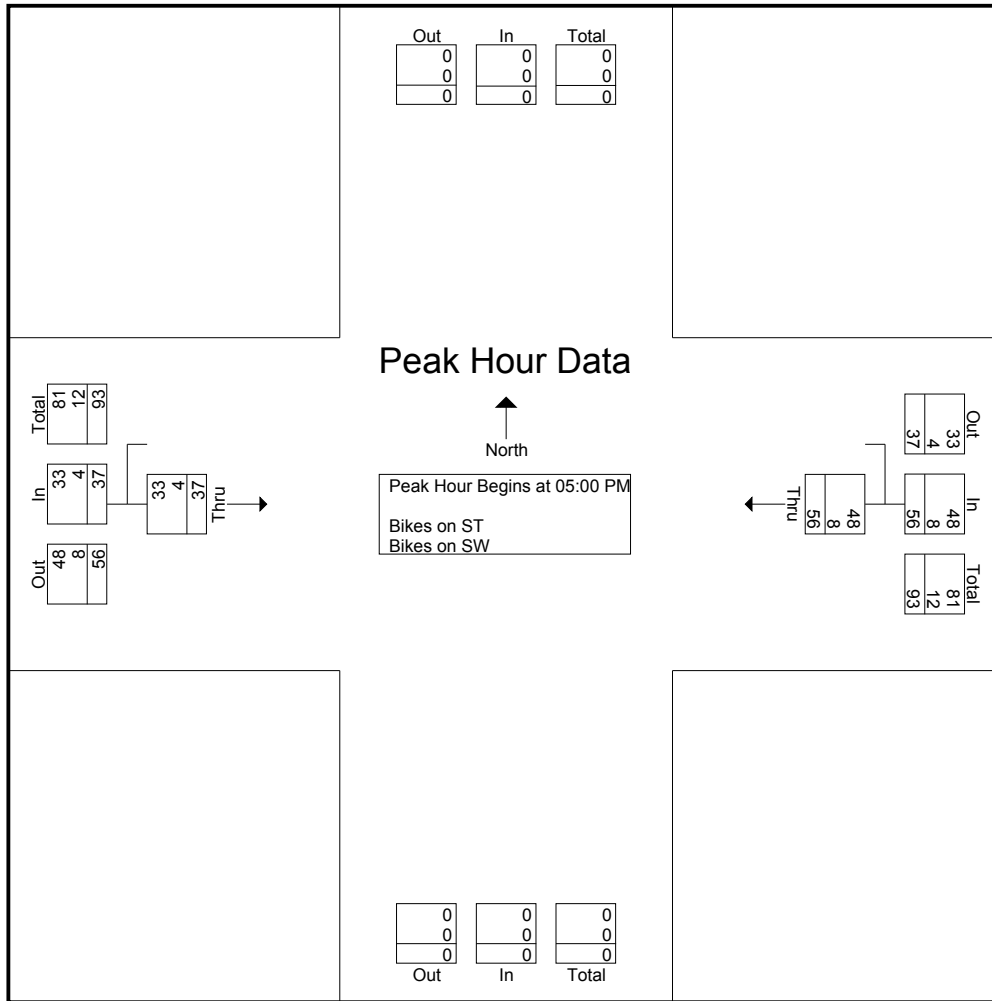 Out In Total
0 0 0
0 0 0
0 0 0
Peak Hour Data
North
Peak Hour Begins at 05:00 PM
Bikes on ST
Bikes on SW
Total
81
12
93
In
33
4
37
Out
48
8
56
33
4
37
Thru
Out
33
4
37
In
48
8
56
Total
81
12
93
Thru
48
8
56
0 0 0
0 0 0
0 0 0
Out In Total